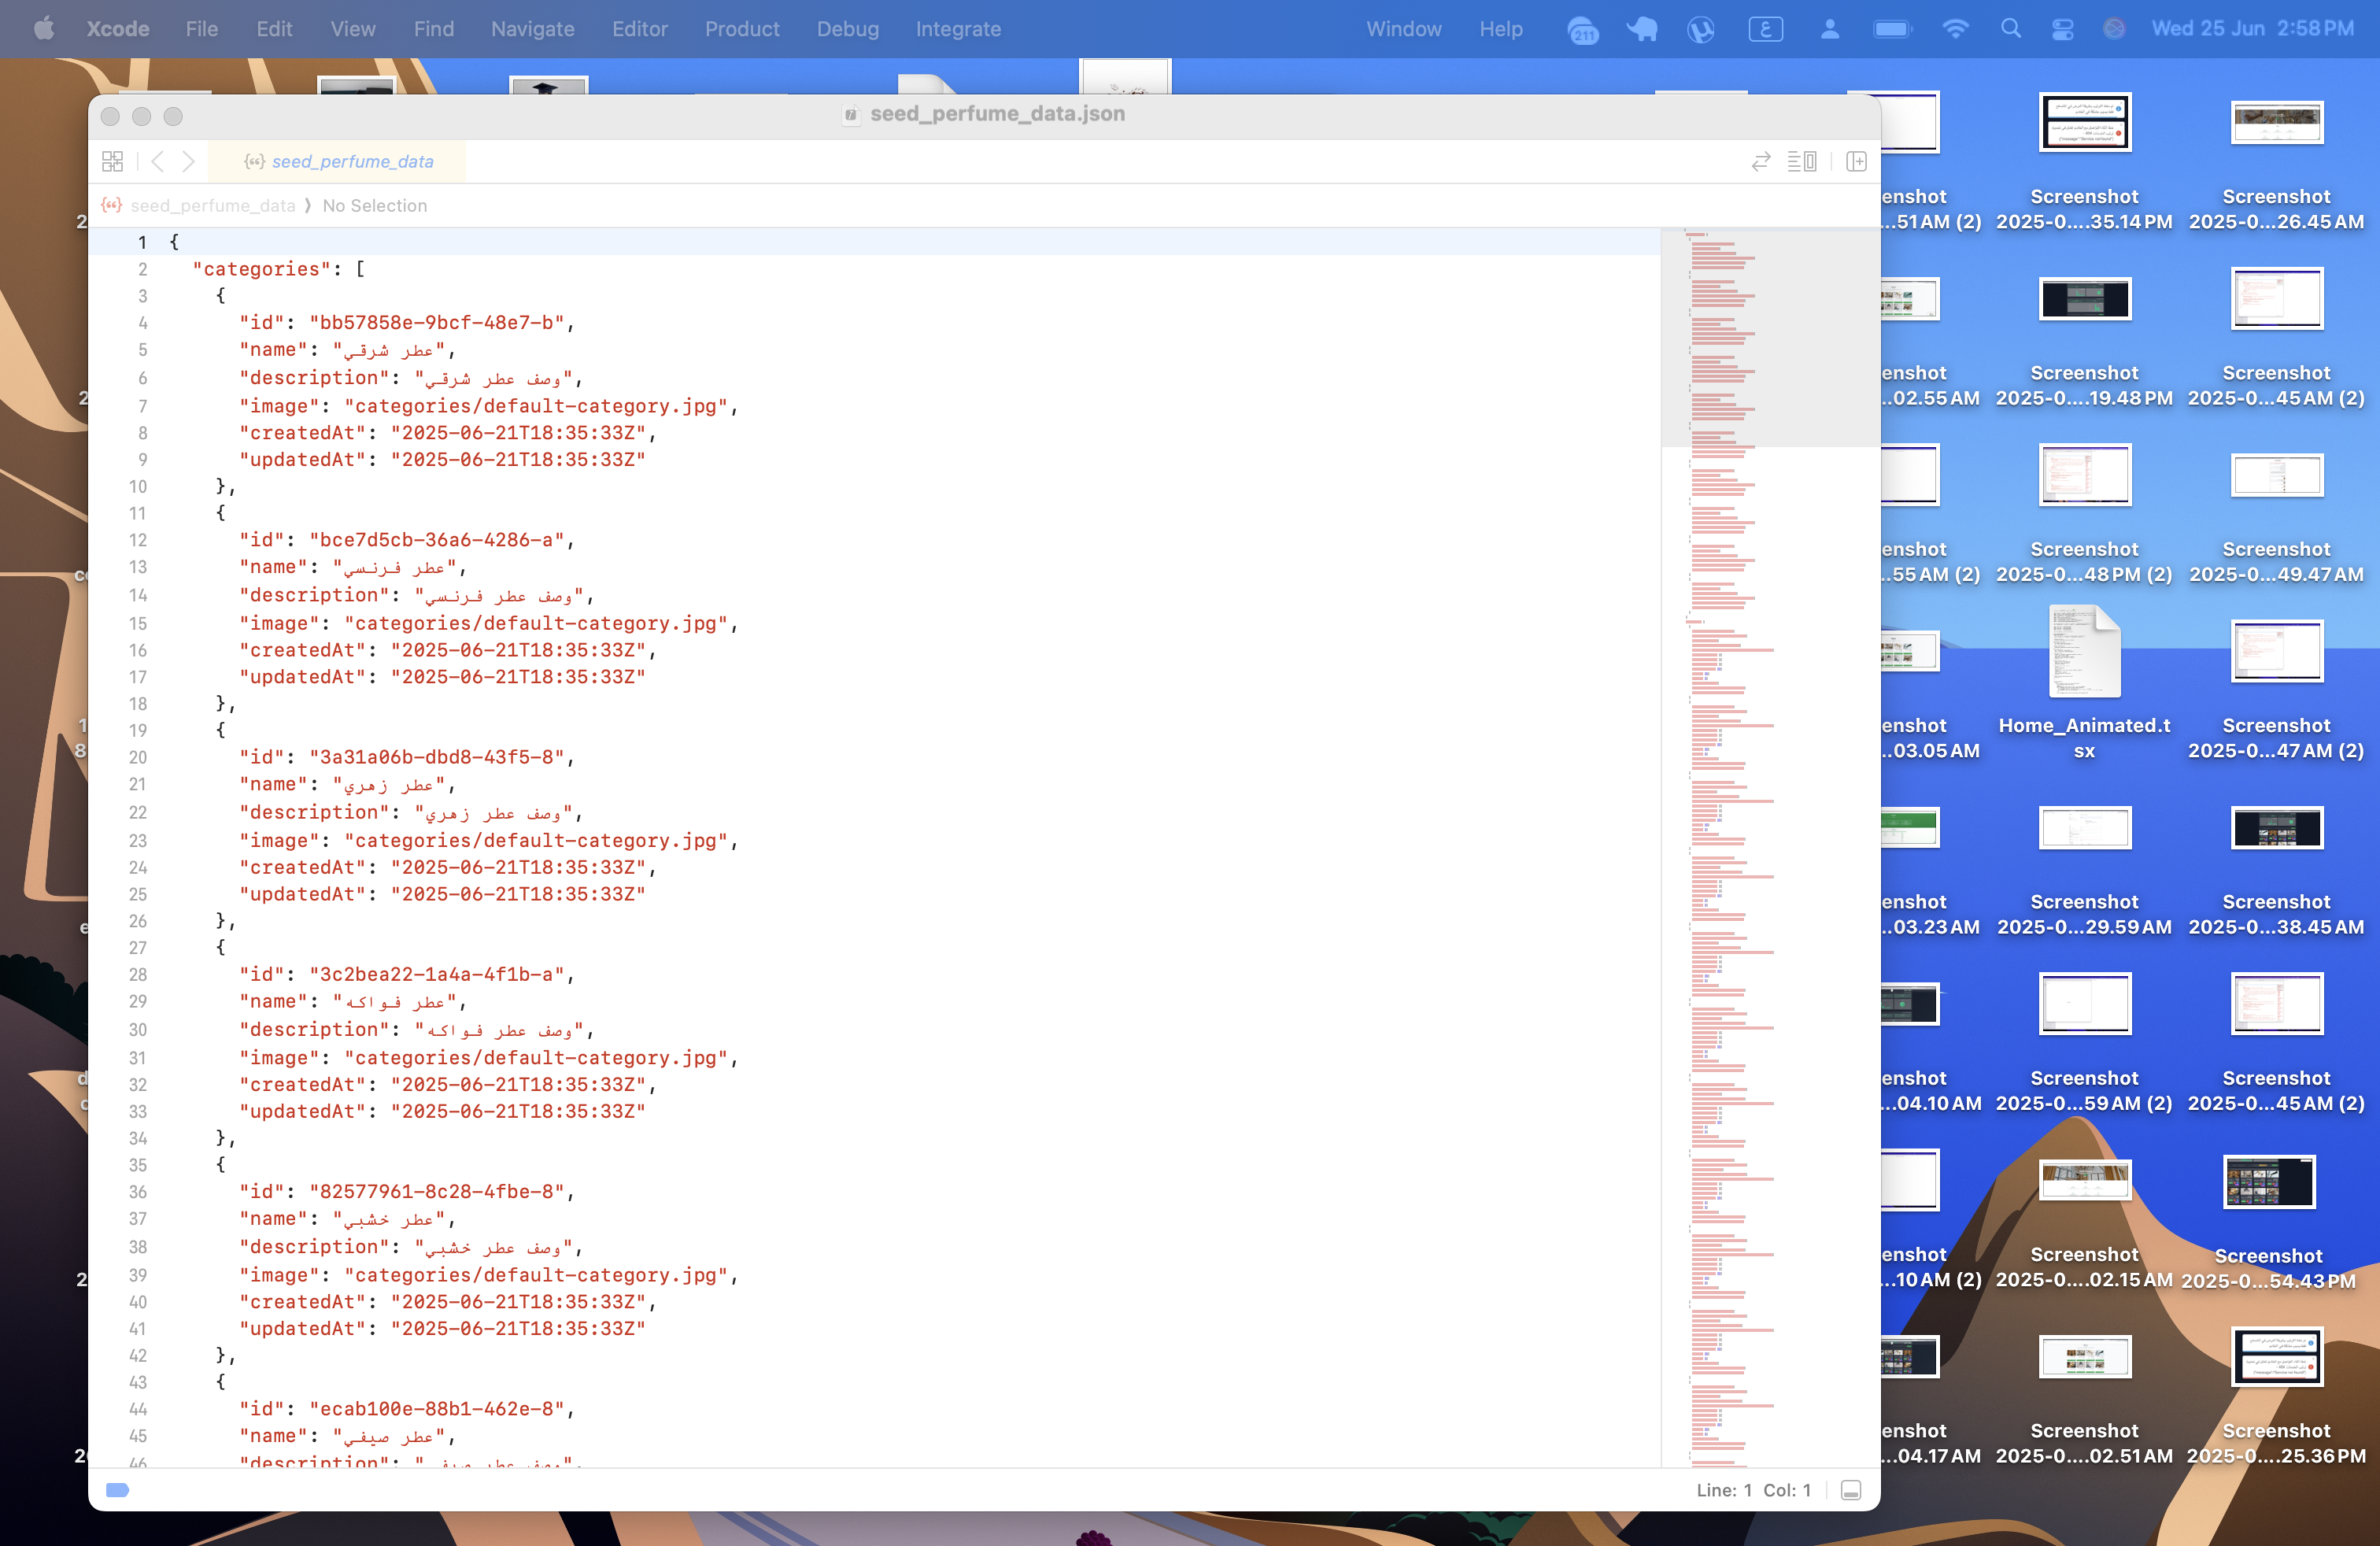 Xcode File Edit View Find Navigate Editor Product Debug Integrate Window Help 211 ع Wed 25 Jun 2:58 PM
seed_perfume_data.json
seed_perfume_data
seed_perfume_data ⟩ No Selection
1 {
2 "categories": [
3 {
4 "id": "bb57858e-9bcf-48e7-b",
5 "name": "عطر شرقي",
6 "description": "وصف عطر شرقي",
7 "image": "categories/default-category.jpg",
8 "createdAt": "2025-06-21T18:35:33Z",
9 "updatedAt": "2025-06-21T18:35:33Z"
10 },
11 {
12 "id": "bce7d5cb-36a6-4286-a",
13 "name": "عطر فرنسي",
14 "description": "وصف عطر فرنسي",
15 "image": "categories/default-category.jpg",
16 "createdAt": "2025-06-21T18:35:33Z",
17 "updatedAt": "2025-06-21T18:35:33Z"
18 },
19 {
20 "id": "3a31a06b-dbd8-43f5-8",
21 "name": "عطر زهري",
22 "description": "وصف عطر زهري",
23 "image": "categories/default-category.jpg",
24 "createdAt": "2025-06-21T18:35:33Z",
25 "updatedAt": "2025-06-21T18:35:33Z"
26 },
27 {
28 "id": "3c2bea22-1a4a-4f1b-a",
29 "name": "عطر فواكه",
30 "description": "وصف عطر فواكه",
31 "image": "categories/default-category.jpg",
32 "createdAt": "2025-06-21T18:35:33Z",
33 "updatedAt": "2025-06-21T18:35:33Z"
34 },
35 {
36 "id": "82577961-8c28-4fbe-8",
37 "name": "عطر خشبي",
38 "description": "وصف عطر خشبي",
39 "image": "categories/default-category.jpg",
40 "createdAt": "2025-06-21T18:35:33Z",
41 "updatedAt": "2025-06-21T18:35:33Z"
42 },
43 {
44 "id": "ecab100e-88b1-462e-8",
45 "name": "عطر صيفي",
46 "description": "وصف عطر صيفي",
Line: 1 Col: 1
enshot Screenshot Screenshot
...51 AM (2) 2025-0....35.14 PM 2025-0...26.45 AM
enshot Screenshot Screenshot
..02.55 AM 2025-0....19.48 PM 2025-0...45 AM (2)
enshot Screenshot Screenshot
..55 AM (2) 2025-0...48 PM (2) 2025-0...49.47 AM
enshot Home_Animated.t Screenshot
..03.05 AM sx 2025-0...47 AM (2)
enshot Screenshot Screenshot
..03.23 AM 2025-0...29.59 AM 2025-0...38.45 AM
enshot Screenshot Screenshot
...04.10 AM 2025-0...59 AM (2) 2025-0...45 AM (2)
enshot Screenshot Screenshot
...10 AM (2) 2025-0....02.15 AM 2025-0...54.43 PM
enshot Screenshot Screenshot
...04.17 AM 2025-0....02.51 AM 2025-0....25.36 PM